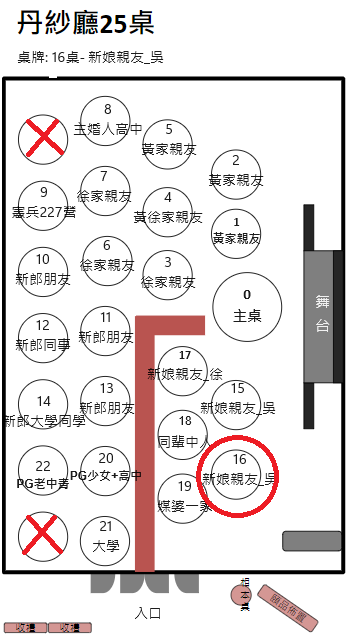 丹紗廳25桌
桌牌: 16桌- 新娘親友_吳
8
主婚人高中
5
黃家親友
2
黃家親友
7
徐家親友
9
憲兵227營
4
黃徐家親友
1
黃家親友
6
徐家親友
10
新郎朋友
3
徐家親友
0
主桌
舞
台
11
新郎朋友
12
新郎同事
17
新娘親友_徐
15
新娘親友_吳
13
新郎朋友
14
新郎大學同學
18
同輩中人
16
新娘親友_吳
20
PG少女+高中
22
PG老中青
19
媒婆一家
21
大學
入口
相
本
桌
收禮
收禮